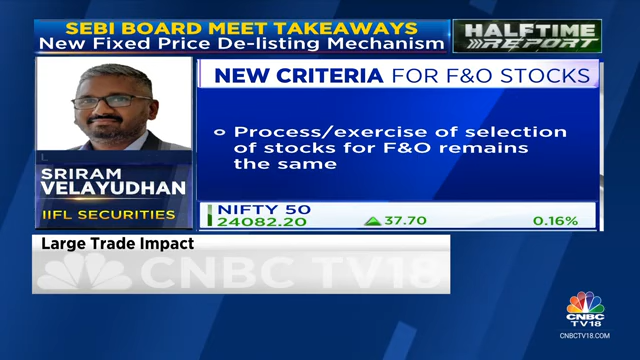 SEBI BOARD MEET TAKEAWAYS
New Fixed Price De-listing Mechanism
HALFTIME
REPORT
NEW CRITERIA FOR F&O STOCKS
Process/exercise of selection
of stocks for F&O remains
the same
L
SRIRAM
VELAYUDHAN
IIFL SECURITIES
NIFTY 50
24082.20 37.70 0.16%
Large Trade Impact
CNBC TV18
CNBC
TV18
CNBCTV18.COM